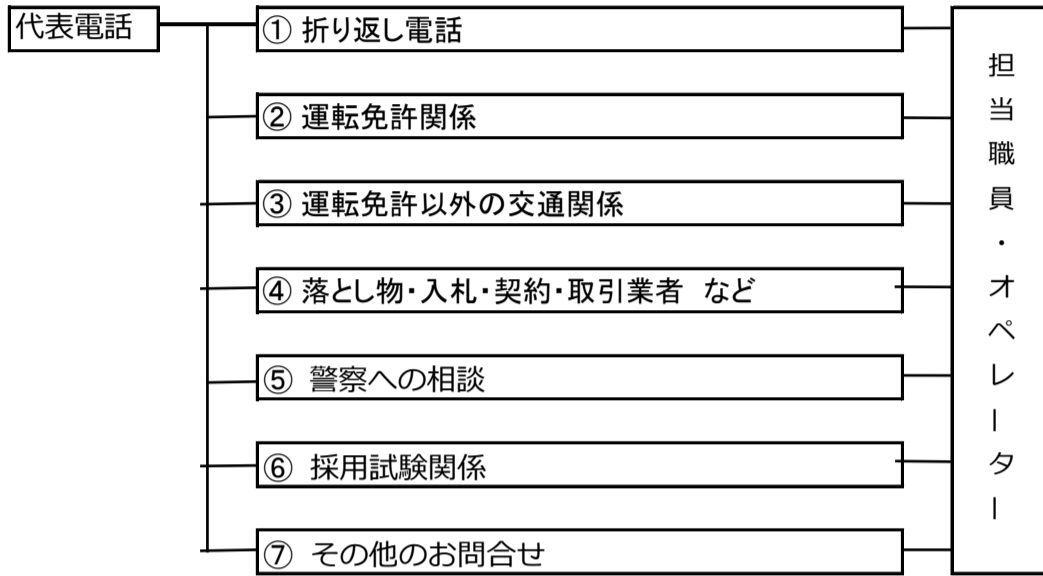 代表電話
① 折り返し電話
② 運転免許関係
③ 運転免許以外の交通関係
④ 落とし物・入札・契約・取引業者　など
⑤ 警察への相談
⑥ 採用試験関係
⑦ その他のお問合せ
担当職員・オペレーター